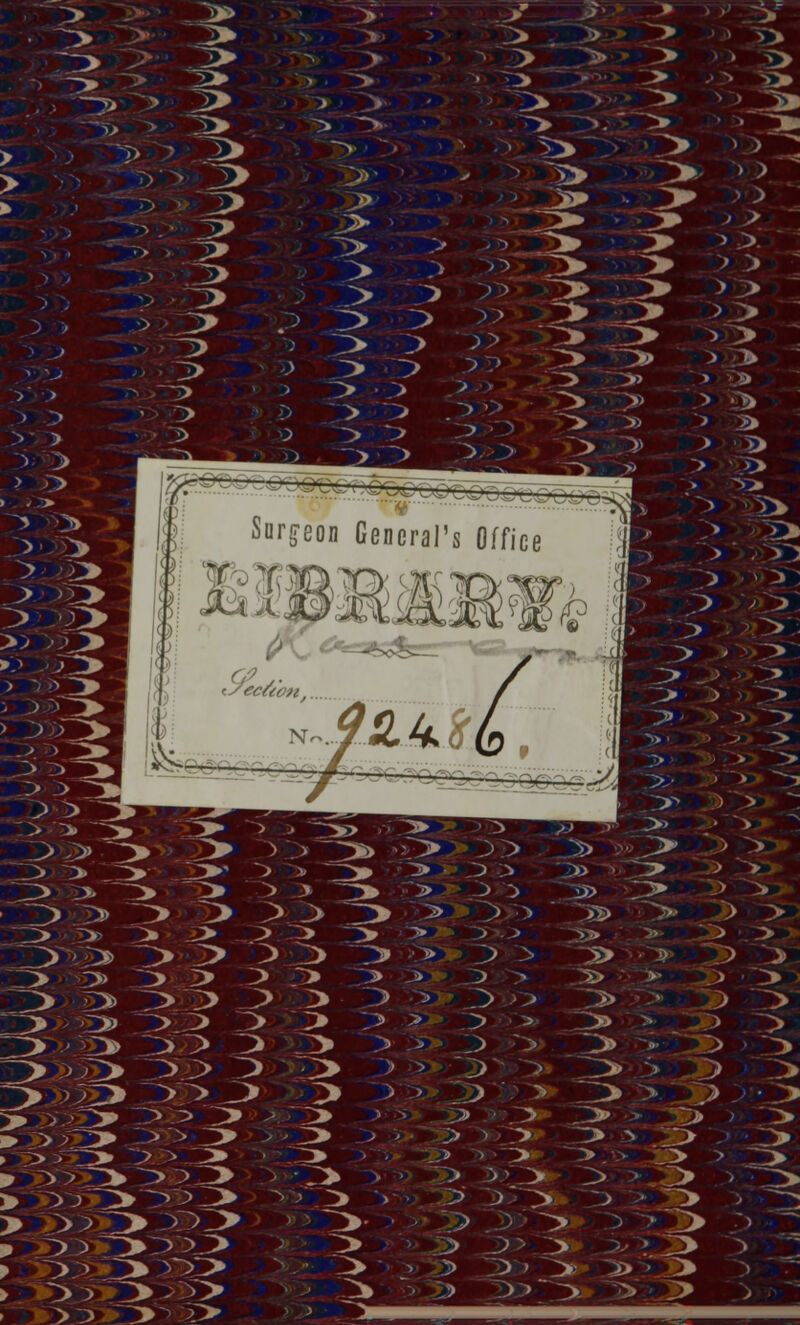 Surgeon General's Office
LIBRARY.
Section,
No. 92486.